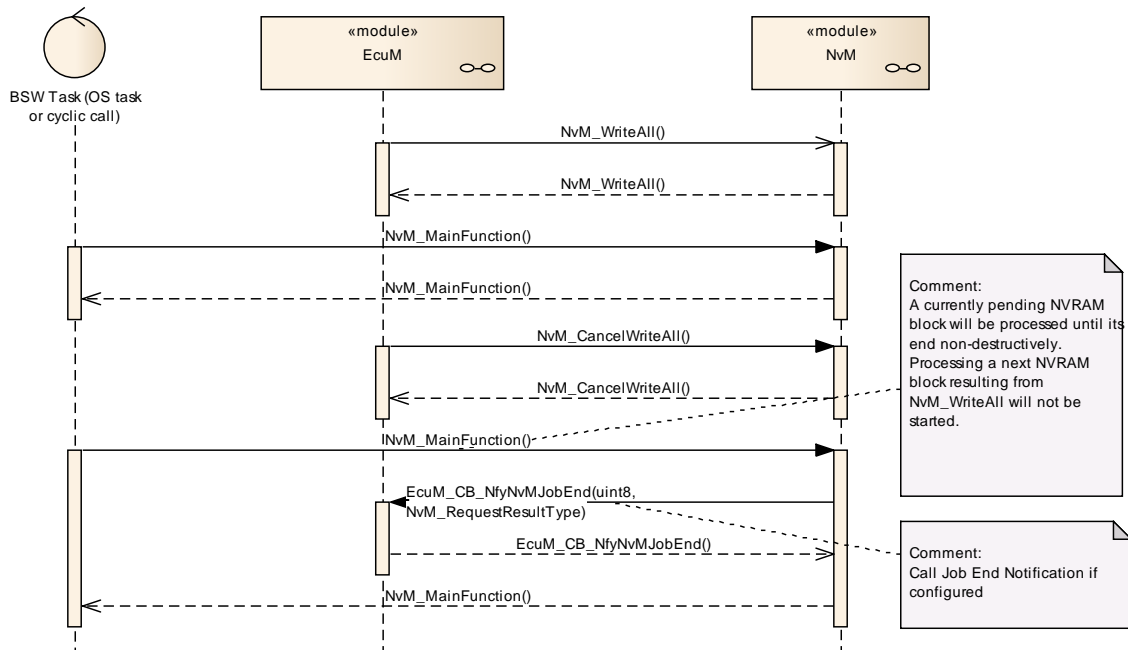 «module»
EcuM
«module»
NvM
BSW Task (OS task
or cyclic call)
NvM_WriteAll()
NvM_WriteAll()
NvM_MainFunction()
NvM_MainFunction()
Comment:
A currently pending NVRAM
block will be processed until its
end non-destructively.
Processing a next NVRAM
block resulting from
NvM_WriteAll will not be
started.
NvM_CancelWriteAll()
NvM_CancelWriteAll()
NvM_MainFunction()
EcuM_CB_NfyNvMJobEnd(uint8,
NvM_RequestResultType)
EcuM_CB_NfyNvMJobEnd()
Comment:
Call Job End Notification if
configured
NvM_MainFunction()